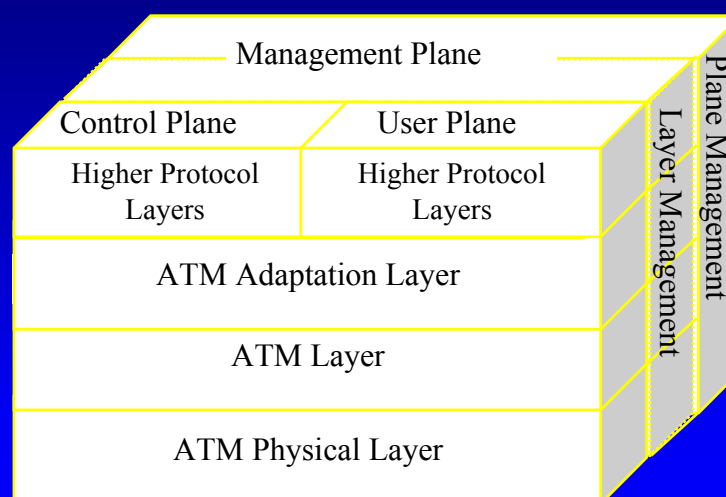 Management Plane
Control Plane
User Plane
Higher Protocol
Layers
Higher Protocol
Layers
ATM Adaptation Layer
ATM Layer
ATM Physical Layer
Layer Management
Plane Management